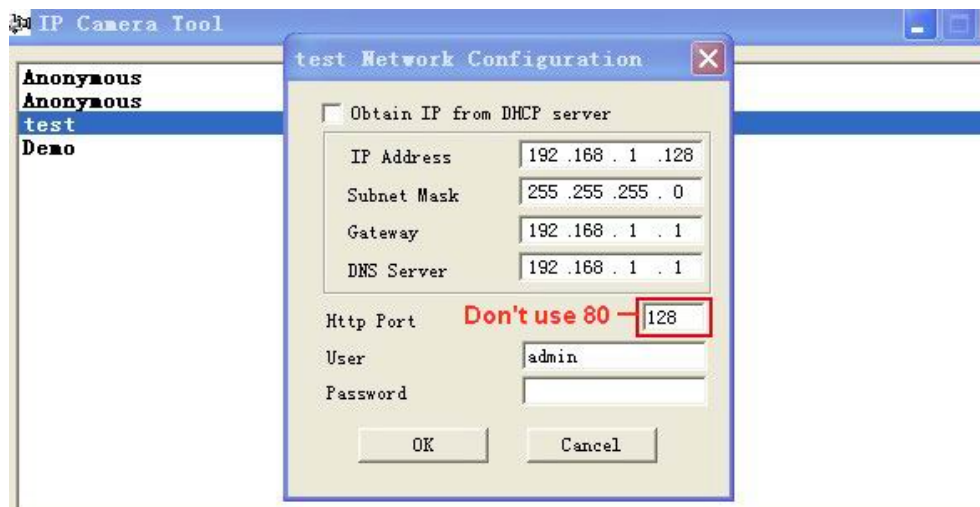 IP Camera Tool
Anonymous
Anonymous
test
Demo
test Network Configuration
Obtain IP from DHCP server
IP Address 192 .168 . 1 .128
Subnet Mask 255 .255 .255 . 0
Gateway 192 .168 . 1 . 1
DNS Server 192 .168 . 1 . 1
Http Port Don't use 80 128
User admin
Password
OK Cancel